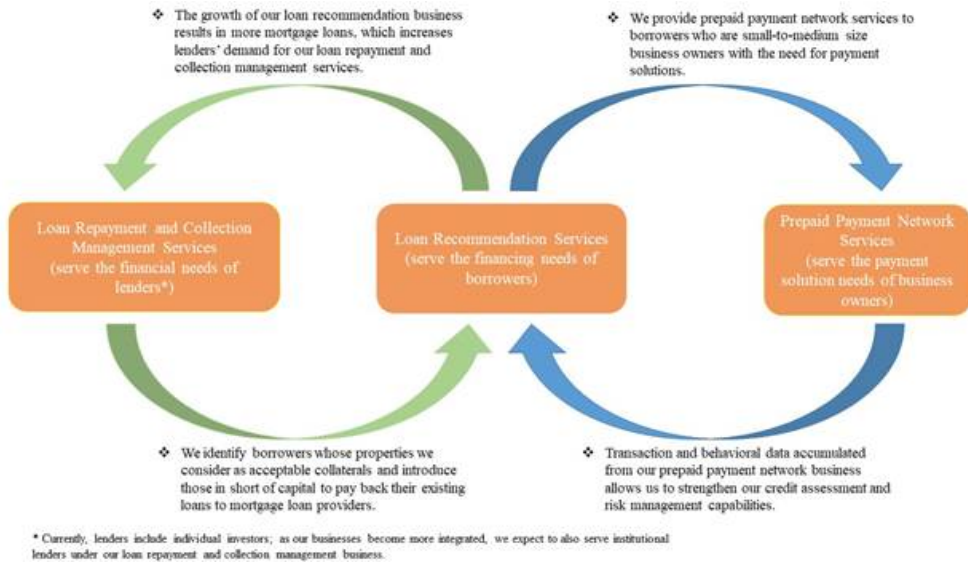 ❖ The growth of our loan recommendation business
results in more mortgage loans, which increases
lenders’ demand for our loan repayment and
collection management services.
❖ We provide prepaid payment network services to
borrowers who are small-to-medium size
business owners with the need for payment
solutions.
Loan Repayment and Collection
Management Services
(serve the financial needs of
lenders*)
Loan Recommendation Services
(serve the financing needs of
borrowers)
Prepaid Payment Network
Services
(serve the payment
solution needs of business
owners)
❖ We identify borrowers whose properties we
consider as acceptable collaterals and introduce
those in short of capital to pay back their existing
loans to mortgage loan providers.
❖ Transaction and behavioral data accumulated
from our prepaid payment network business
allows us to strengthen our credit assessment and
risk management capabilities.
* Currently, lenders include individual investors; as our businesses become more integrated, we expect to also serve institutional
lenders under our loan repayment and collection management business.